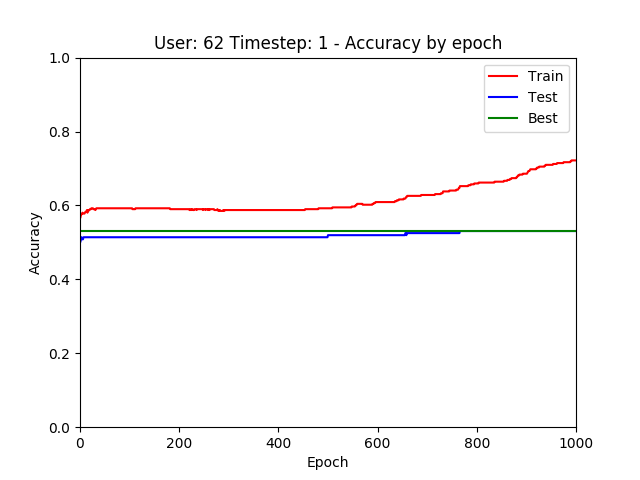 User: 62 Timestep: 1 - Accuracy by epoch
1.0
0.8
0.6
0.4
0.2
0.0
Accuracy
Train
Test
Best
0 200 400 600 800 1000
Epoch